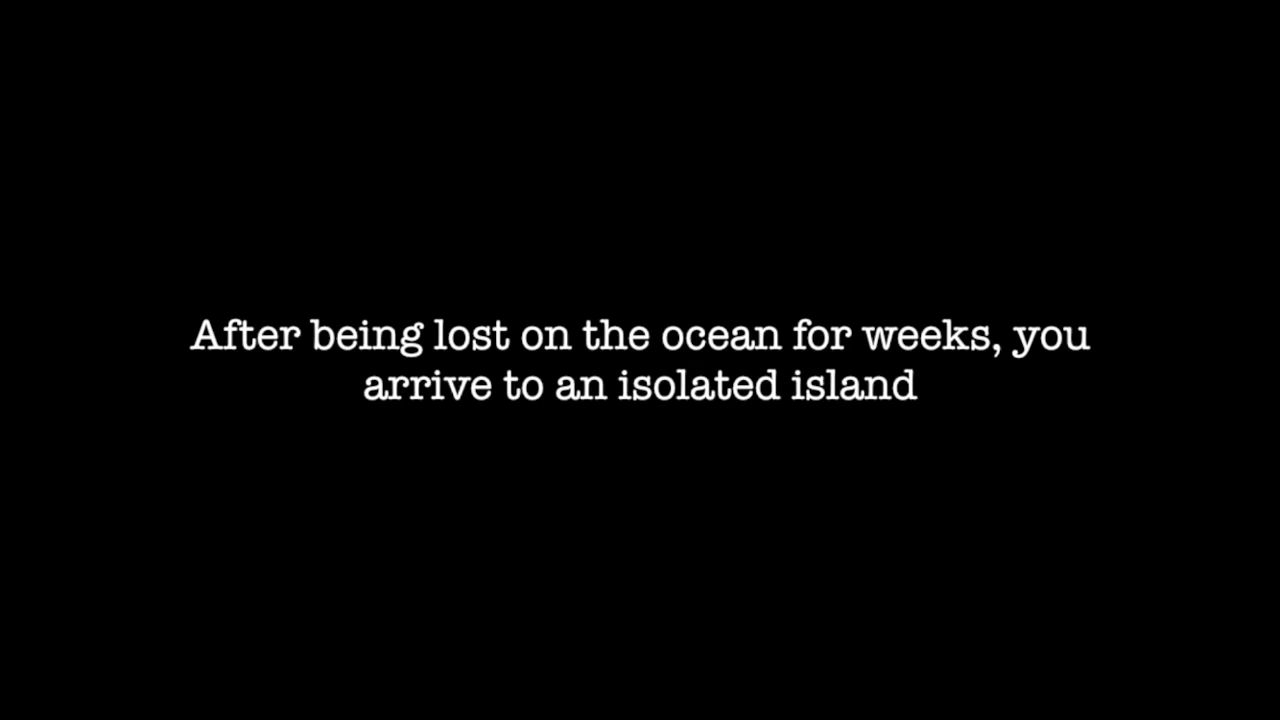 After being lost on the ocean for weeks, you
arrive to an isolated island